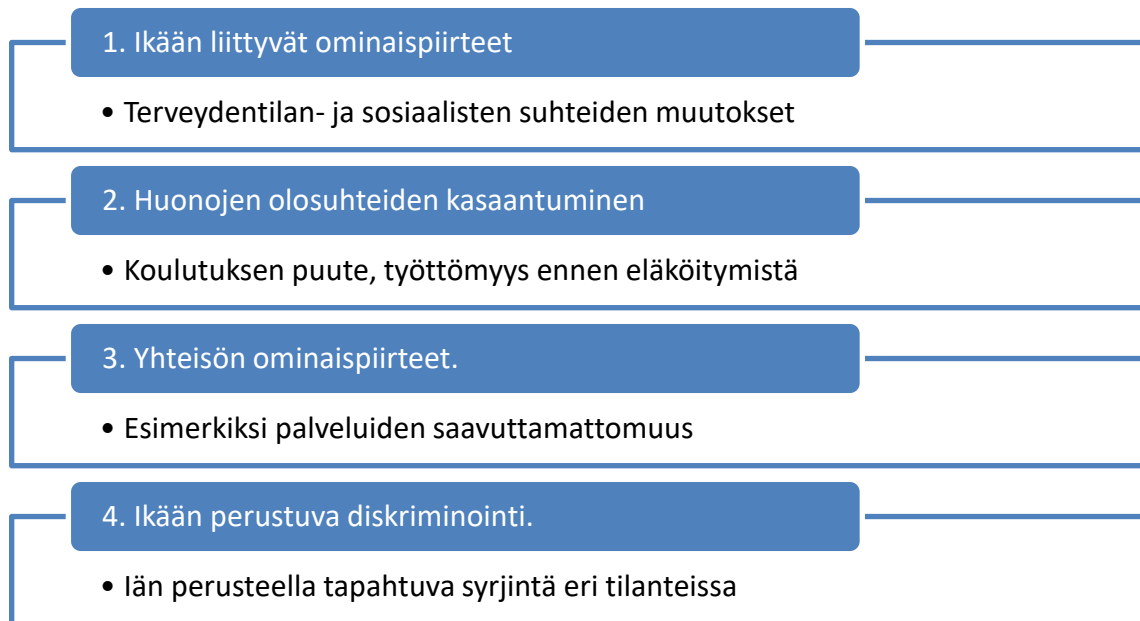 1. Ikään liittyvät ominaispiirteet
• Terveydentilan- ja sosiaalisten suhteiden muutokset
2. Huonojen olosuhteiden kasaantuminen
• Koulutuksen puute, työttömyys ennen eläköitymistä
3. Yhteisön ominaispiirteet.
• Esimerkiksi palveluiden saavuttamattomuus
4. Ikään perustuva diskriminointi.
• Iän perusteella tapahtuva syrjintä eri tilanteissa